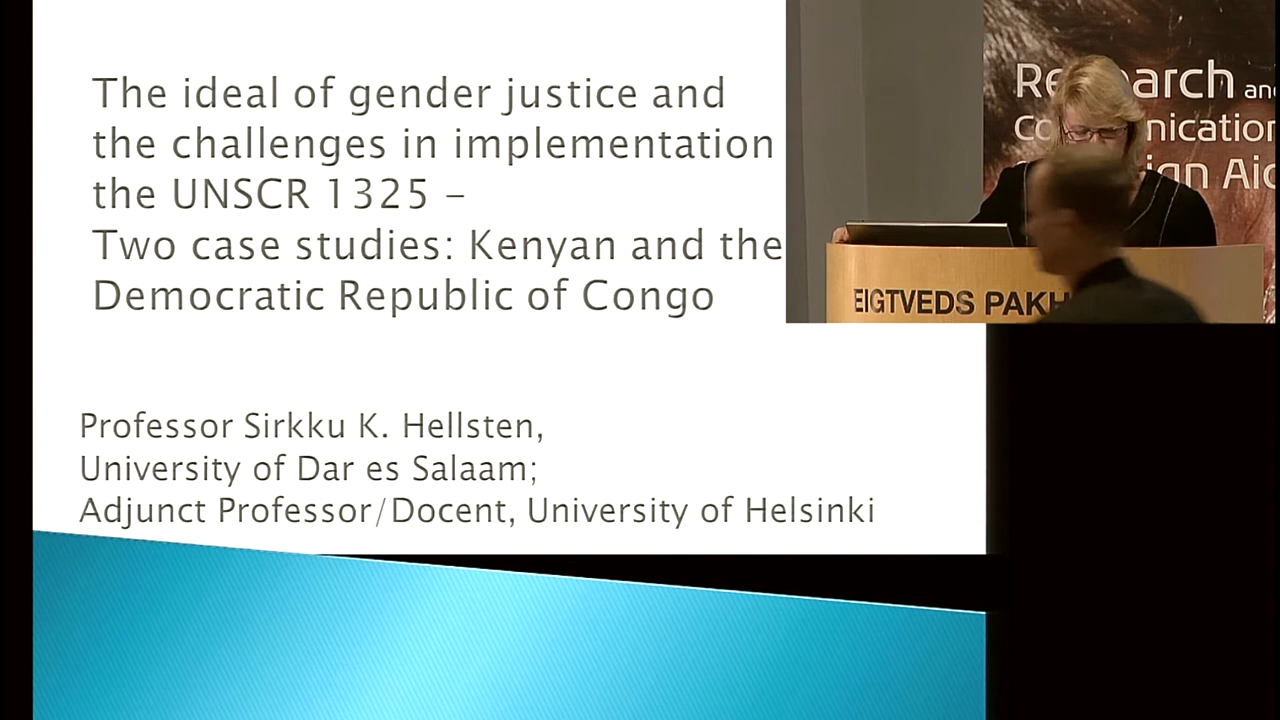 The ideal of gender justice and
the challenges in implementation
the UNSCR 1325 –
Two case studies: Kenyan and the
Democratic Republic of Congo
Professor Sirkku K. Hellsten,
University of Dar es Salaam;
Adjunct Professor/Docent, University of Helsinki
EIGTVEDS